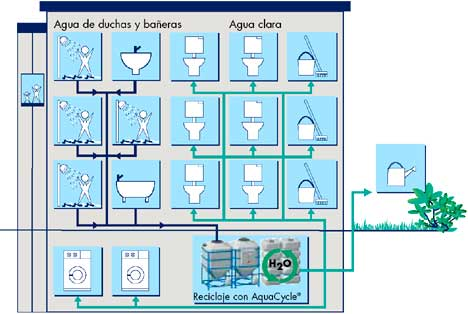 Agua de duchas y bañeras
Agua clara
H2O
Reciclaje con AquaCycle®